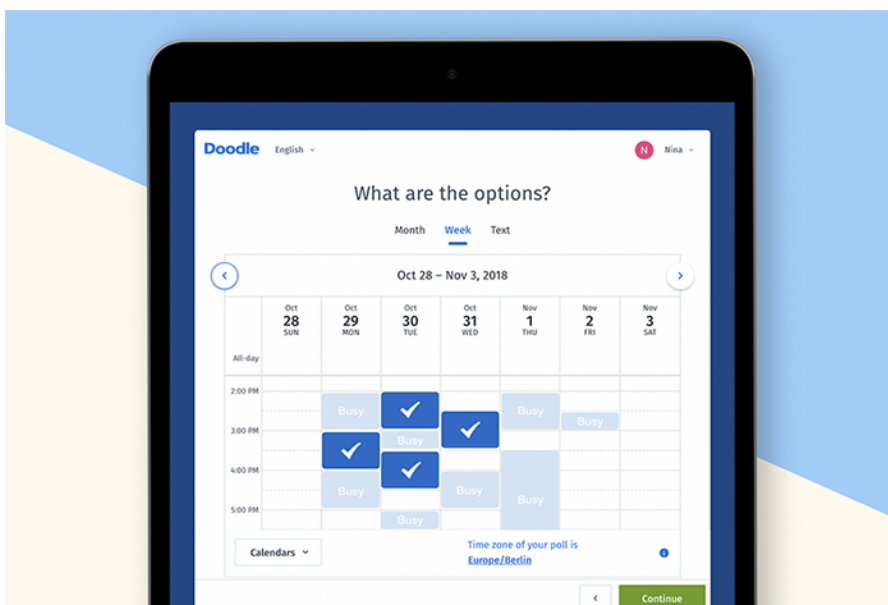 Doodle English N Nina
What are the options?
Month Week Text
Oct 28 – Nov 3, 2018
Oct Oct Oct Oct Nov Nov Nov
28 29 30 31 1 2 3
SUN MON TUE WED THU FRI SAT
All-day
2:00 PM
Busy Busy
Busy
3:00 PM
Busy
4:00 PM
Busy Busy
Busy
5:00 PM
Busy
Calendars
Time zone of your poll is
Europe/Berlin
Continue